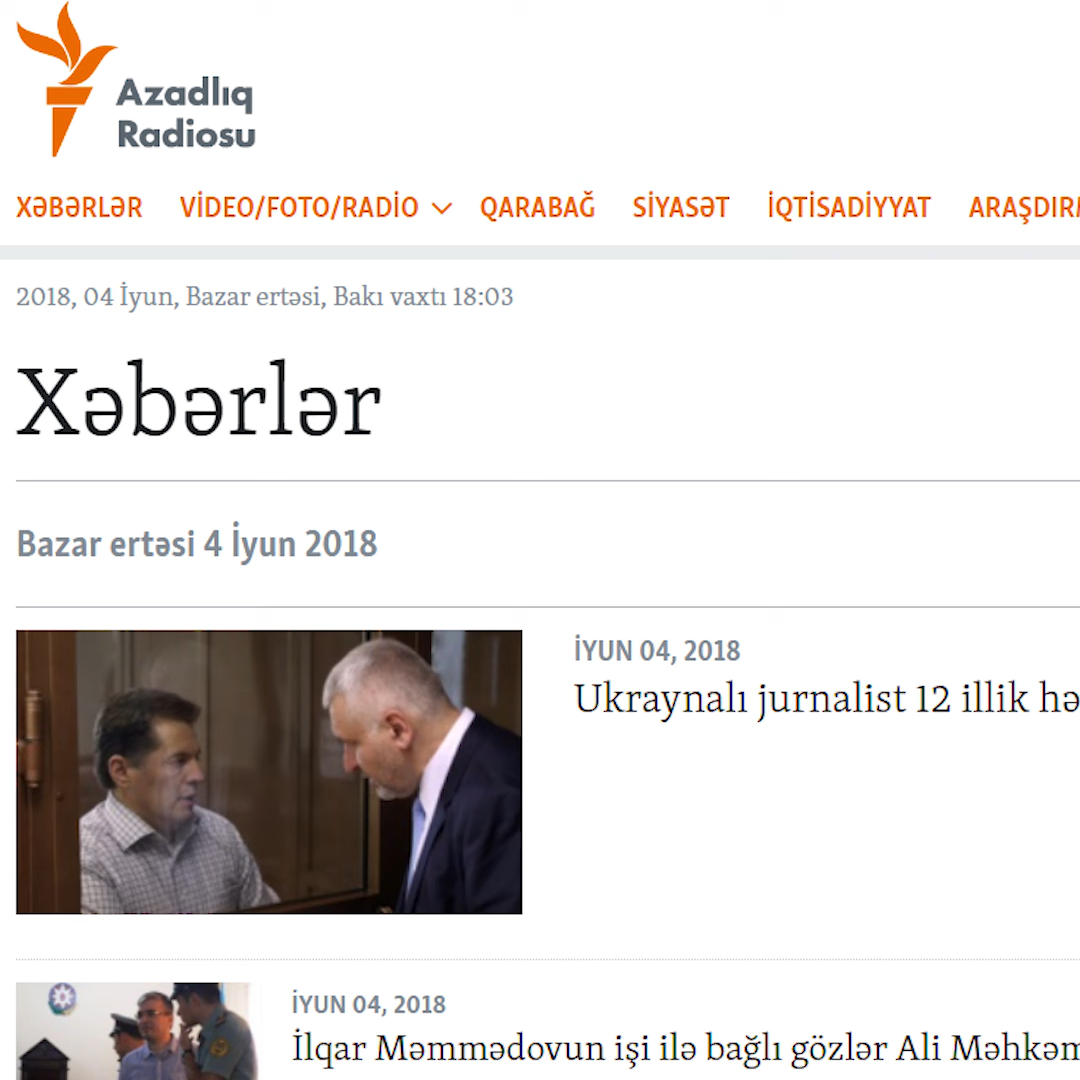 Azadlıq
Radiosu
XƏBƏRLƏR VİDEO/FOTO/RADİO QARABAĞ SİYASƏT İQTİSADİYYAT
2018, 04 İyun, Bazar ertəsi, Bakı vaxtı 18:03
Xəbərlər
Bazar ertəsi 4 İyun 2018
İYUN 04, 2018
Ukraynalı jurnalist 12 illik
İYUN 04, 2018
İlqar Məmmədovun işi ilə bağlı gözlər Ali